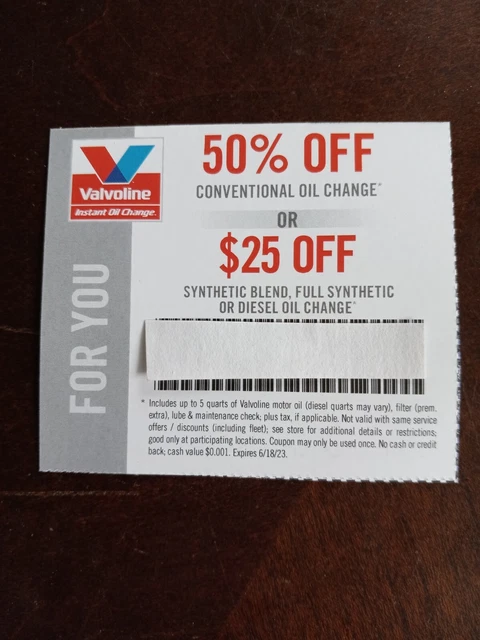 Valvoline
Instant Oil Change.
FOR YOU
50% OFF
CONVENTIONAL OIL CHANGE*
OR
$25 OFF
SYNTHETIC BLEND, FULL SYNTHETIC
OR DIESEL OIL CHANGE*
* Includes up to 5 quarts of Valvoline motor oil (diesel quarts may vary), filter (prem.
extra), lube & maintenance check; plus tax, if applicable. Not valid with same service
offers / discounts (including fleet); see store for additional details or restrictions;
good only at participating locations. Coupon may only be used once. No cash or credit
back; cash value $0.001. Expires 6/18/23.